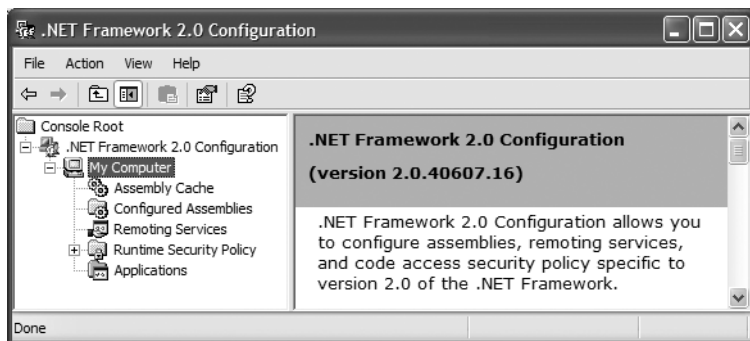 .NET Framework 2.0 Configuration
File Action View Help
Console Root
.NET Framework 2.0 Configuration
My Computer
Assembly Cache
Configured Assemblies
Remoting Services
Runtime Security Policy
Applications
.NET Framework 2.0 Configuration
(version 2.0.40607.16)
.NET Framework 2.0 Configuration allows you
to configure assemblies, remoting services,
and code access security policy specific to
version 2.0 of the .NET Framework.
Done